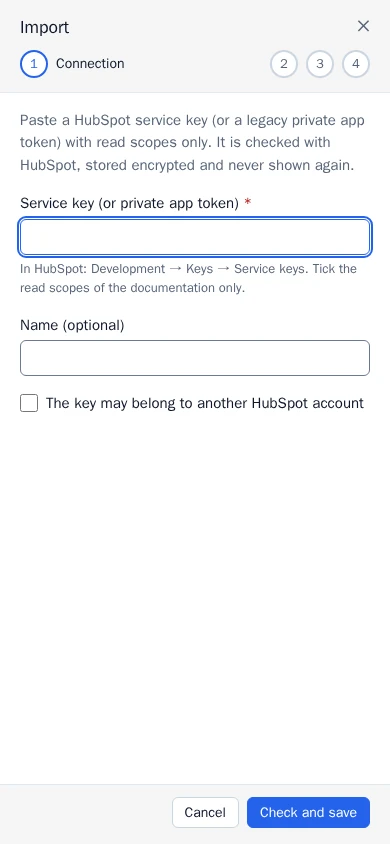 Import
1 Connection 2 3 4
Paste a HubSpot service key (or a legacy private app
token) with read scopes only. It is checked with
HubSpot, stored encrypted and never shown again.
Service key (or private app token) *
In HubSpot: Development → Keys → Service keys. Tick the
read scopes of the documentation only.
Name (optional)
The key may belong to another HubSpot account
Cancel Check and save